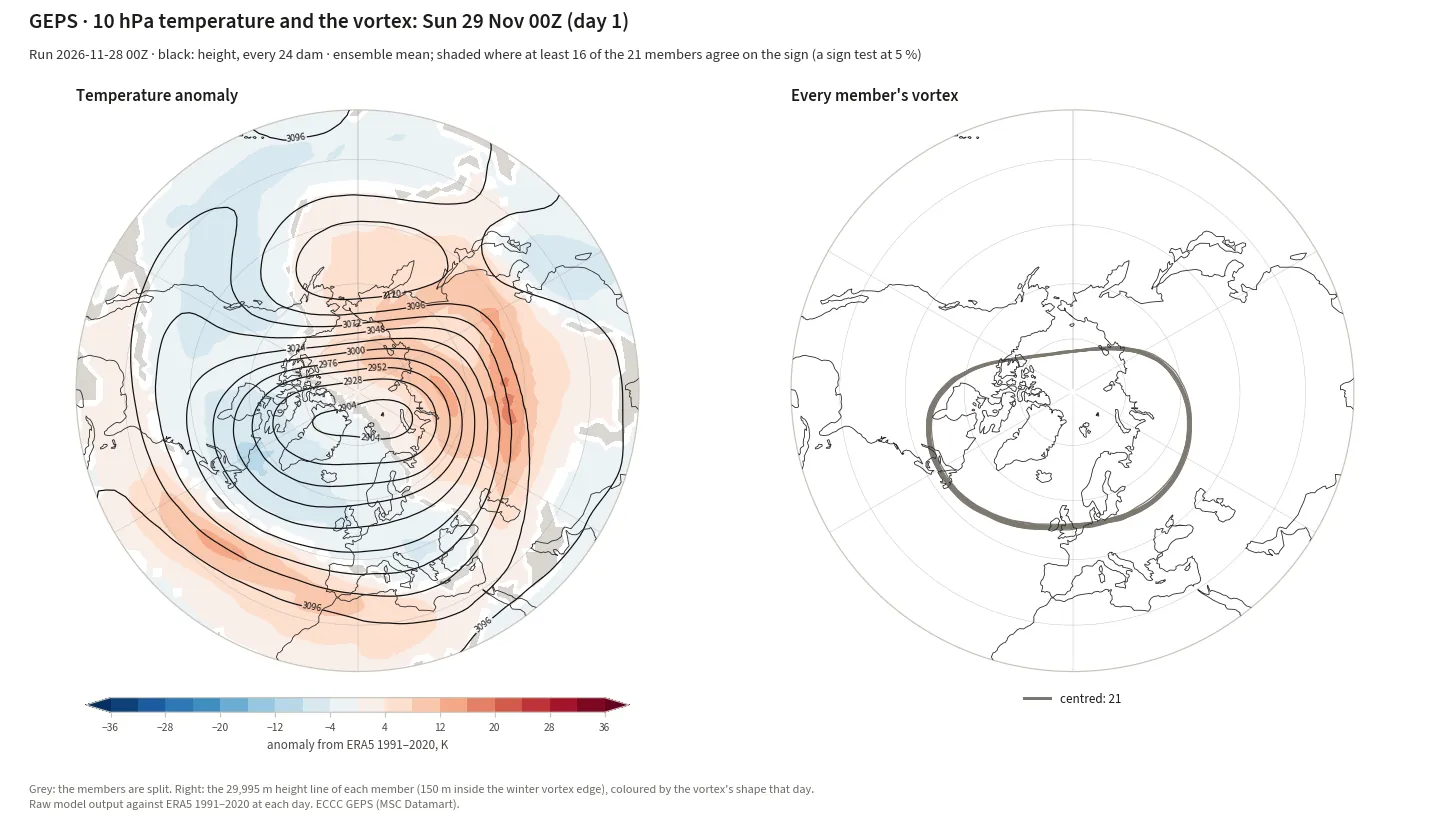 GEPS · 10 hPa temperature and the vortex: Sun 29 Nov 00Z (day 1)
Run 2026-11-28 00Z · black: height, every 24 dam · ensemble mean; shaded where at least 16 of the 21 members agree on the sign (a sign test at 5 %)
Temperature anomaly
Every member's vortex
3096
3120
3096
3072
3048
3024
3000
2976
2952
2928
2904
2904
3096
3096
centred: 21
−36 −28 −20 −12 −4 4 12 20 28 36
anomaly from ERA5 1991–2020, K
Grey: the members are split. Right: the 29,995 m height line of each member (150 m inside the winter vortex edge), coloured by the vortex's shape that day.
Raw model output against ERA5 1991–2020 at each day. ECCC GEPS (MSC Datamart).